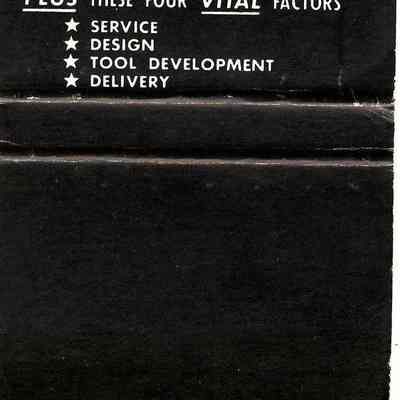 PLUS THESE FOUR VITAL FACTORS
★ SERVICE
★ DESIGN
★ TOOL DEVELOPMENT
★ DELIVERY